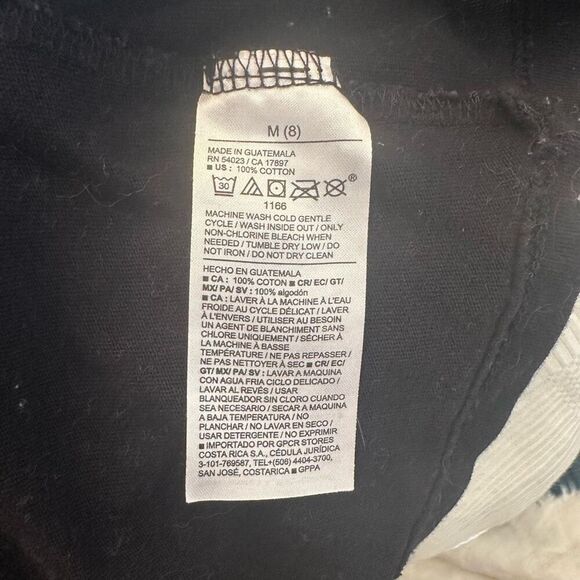 M (8)
MADE IN GUATEMALA
RN 54023 / CA 17897
■ US : 100% COTTON
30
®
1166
MACHINE WASH COLD GENTLE
CYCLE / WASH INSIDE OUT / ONLY
NON-CHLORINE BLEACH WHEN
NEEDED / TUMBLE DRY LOW / DO
NOT IRON / DO NOT DRY CLEAN
HECHO EN GUATEMALA
■ CA : 100% COTON ■ CR/ EC/ GT/
MX/ PA/ SV : 100% algodón
■ CA : LAVER À LA MACHINE À L'EAU
FROIDE AU CYCLE DÉLICAT / LAVER
À L'ENVERS / UTILISER AU BESOIN
UN AGENT DE BLANCHIMENT SANS
CHLORE UNIQUEMENT / SÉCHER À
LA MACHINE À BASSE
TEMPÉRATURE / NE PAS REPASSER /
NE PAS NETTOYER À SEC ■ CR/ EC/
GT/ MX/ PA/ SV : LAVAR A MAQUINA
CON AGUA FRIA CICLO DELICADO /
LAVAR AL REVÉS / USAR
BLANQUEADOR SIN CLORO CUANDO
SEA NECESARIO / SECAR A MAQUINA
A BAJA TEMPERATURA / NO
PLANCHAR / NO LAVAR EN SECO /
USAR DETERGENTE / NO EXPRIMIR
■ IMPORTADO POR GPCR STORES
COSTA RICA S.A., CÉDULA JURÍDICA
3-101-769587, TEL+(506) 4404-3700,
SAN JOSÉ, COSTARICA ■ GPPA